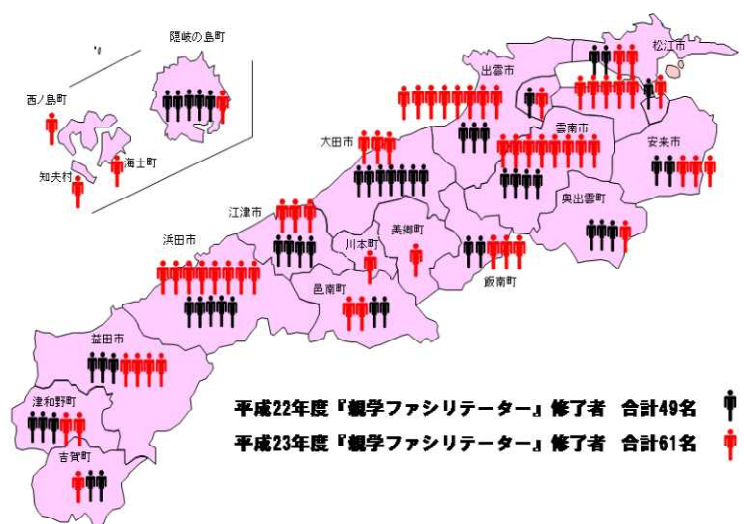 隠岐の島町
松江市
出雲市
西ノ島町
雲南市
大田市
安来市
海士町
知夫村
奥出雲町
江津市
美郷町
川本町
浜田市
飯南町
邑南町
益田市
津和野町
平成22年度『親学ファシリテーター』修了者 合計49名
平成23年度『親学ファシリテーター』修了者 合計61名
吉賀町